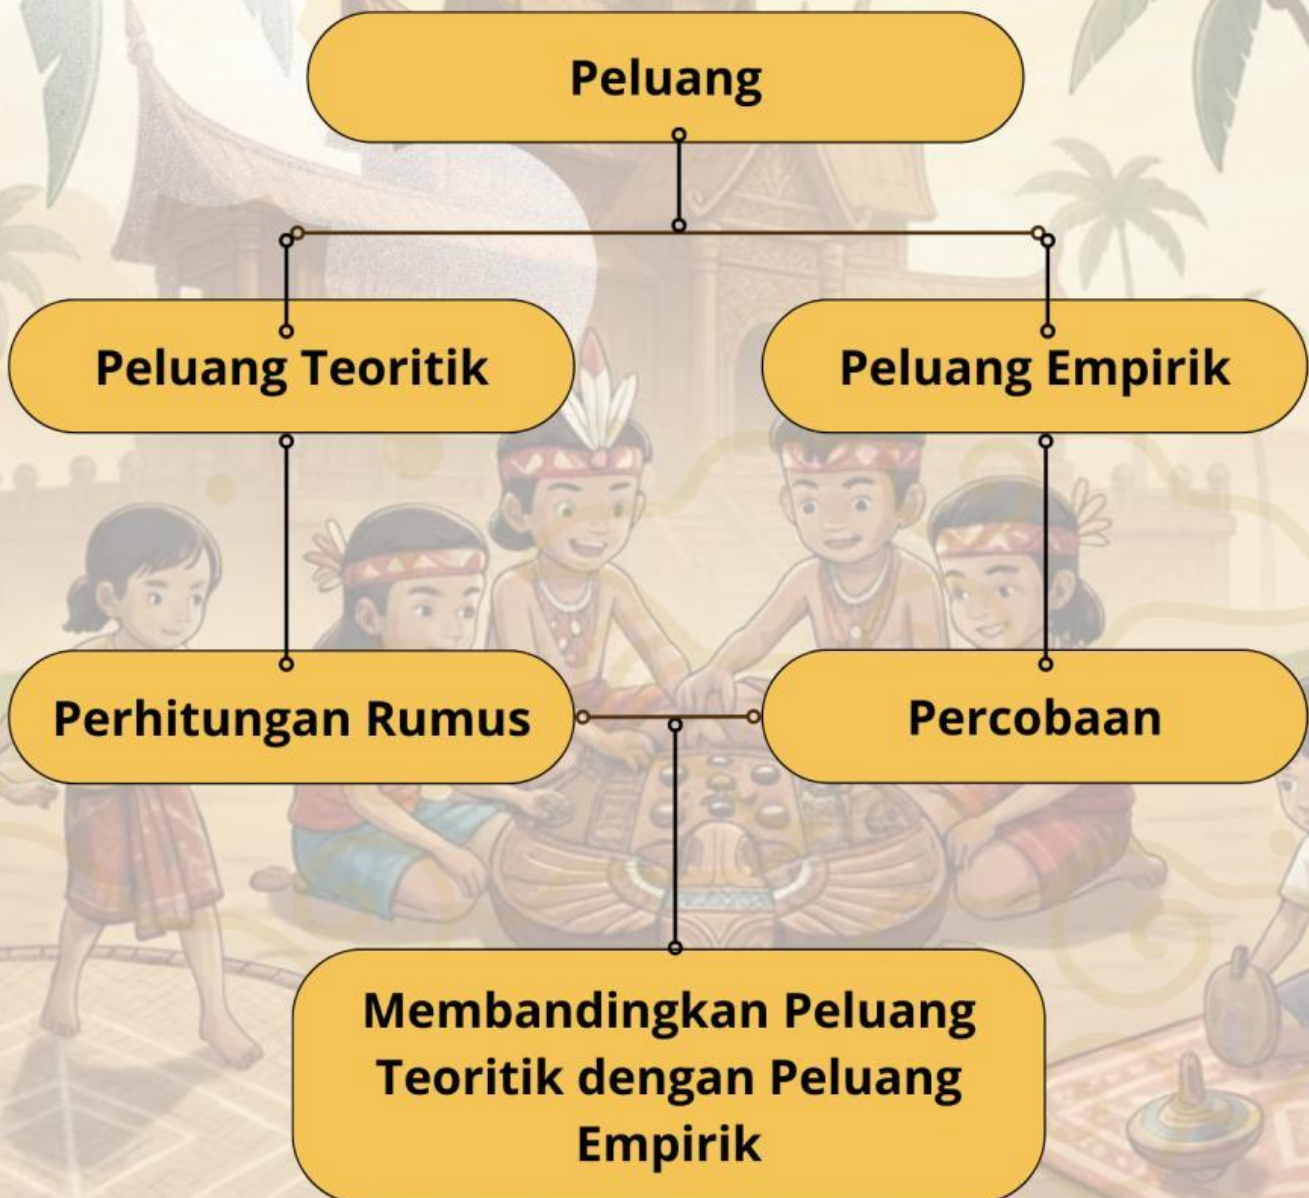 Peluang
Peluang Teoritik
Peluang Empirik
Perhitungan Rumus
Percobaan
Membandingkan Peluang
Teoritik dengan Peluang
Empirik